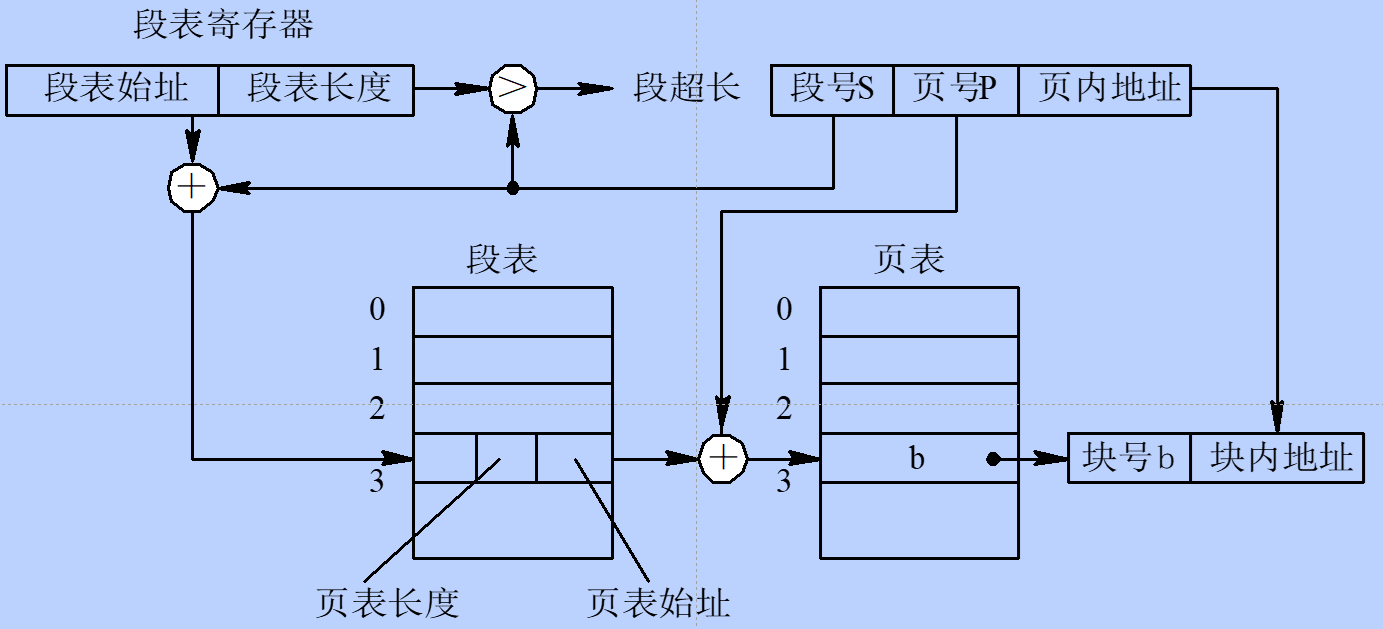 段表寄存器
段表始址 段表长度 > 段超长 段号S 页号P 页内地址
+
段表 页表
0 0
1 1
2 2
+ b 块号b 块内地址
3 3
页表长度 页表始址